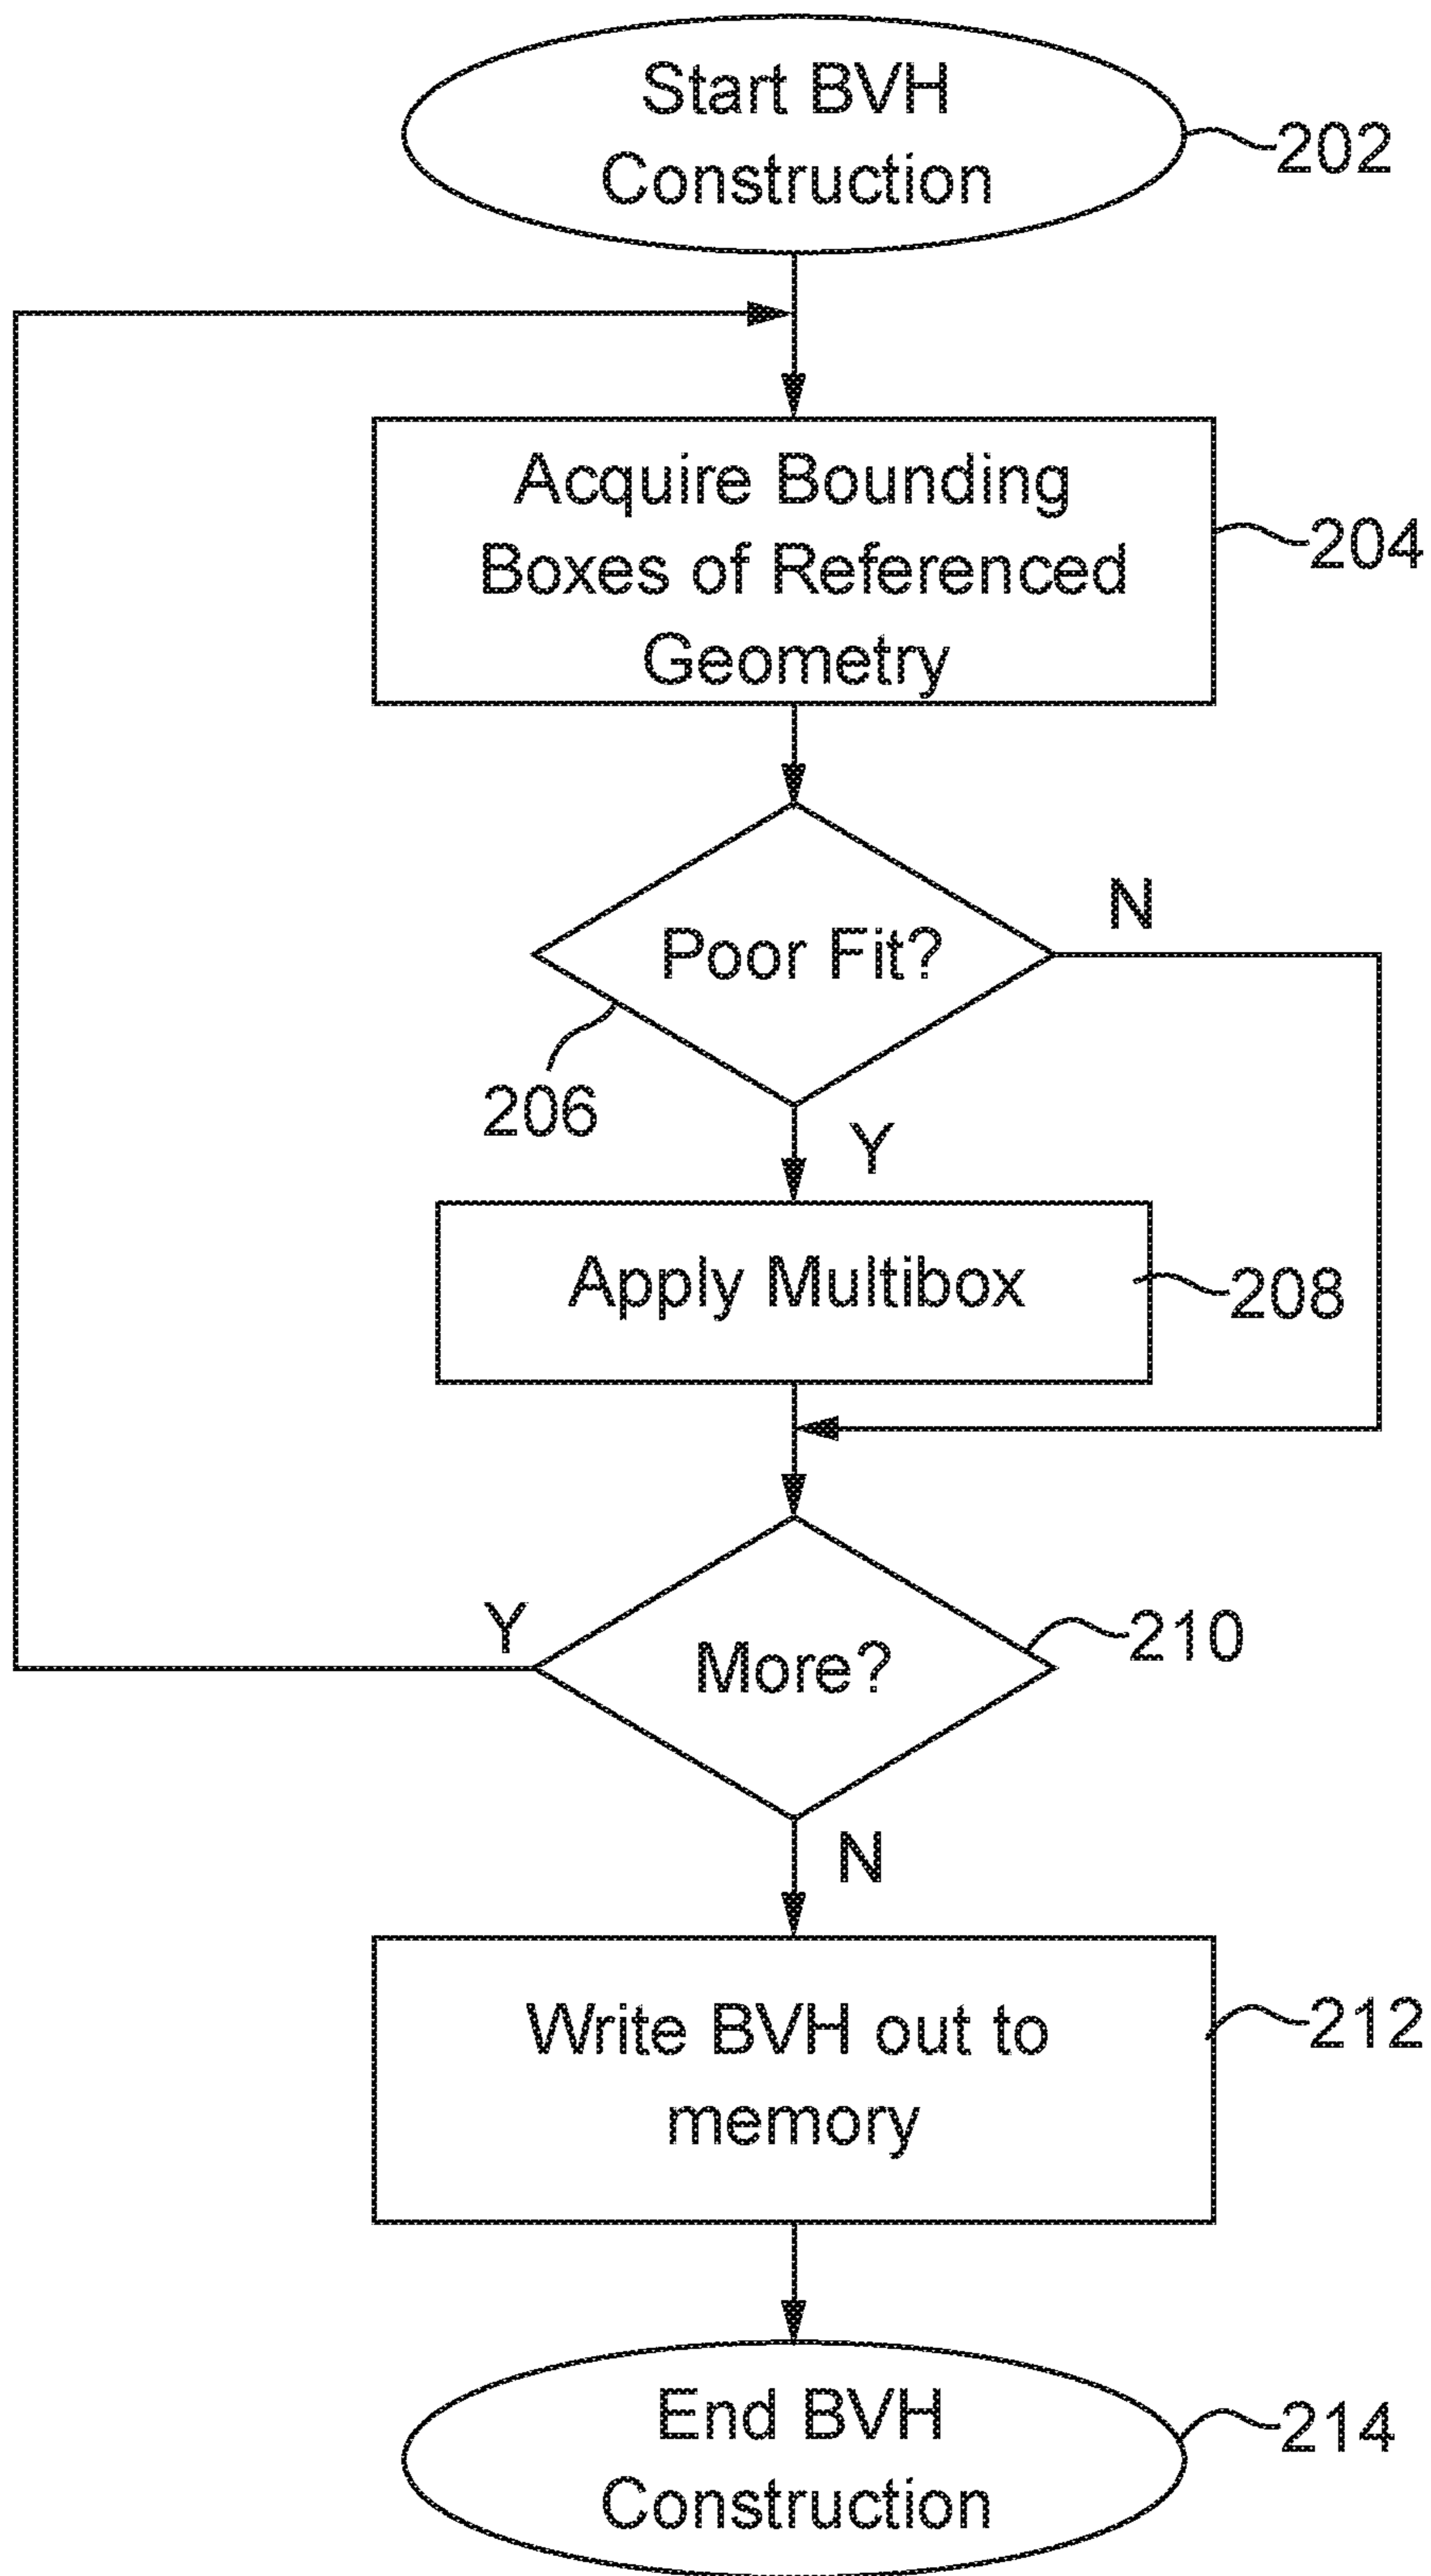 Start BVH
Construction
202
Acquire Bounding
Boxes of Referenced
Geometry
204
Poor Fit?
N
206
Y
Apply Multibox
208
Y
More?
210
N
Write BVH out to
memory
212
End BVH
Construction
214